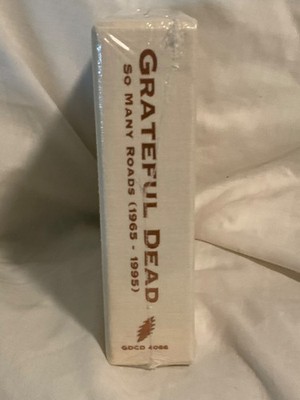 GRATEFUL DEAD
SO MANY ROADS (1965 - 1995)
GDCD 4066